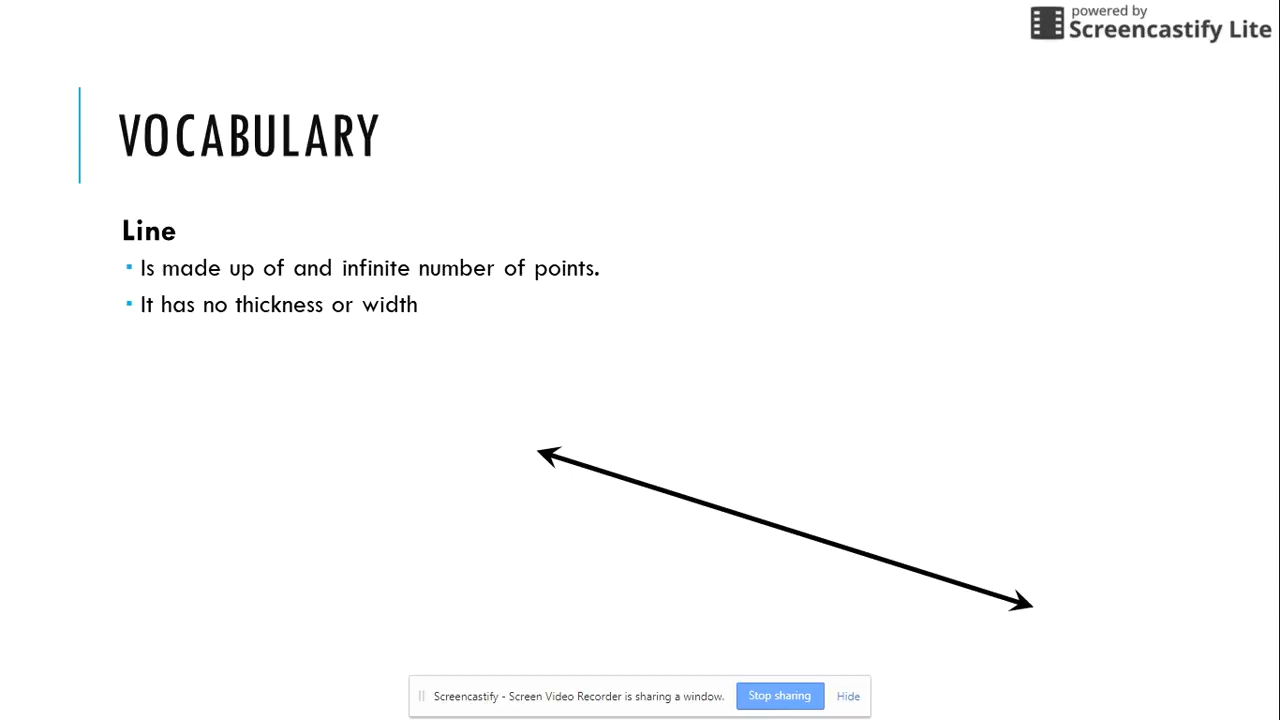 powered by
Screencastify Lite
VOCABULARY
Line
▪ Is made up of and infinite number of points.
▪ It has no thickness or width
|| Screencastify - Screen Video Recorder is sharing a window. Stop sharing Hide